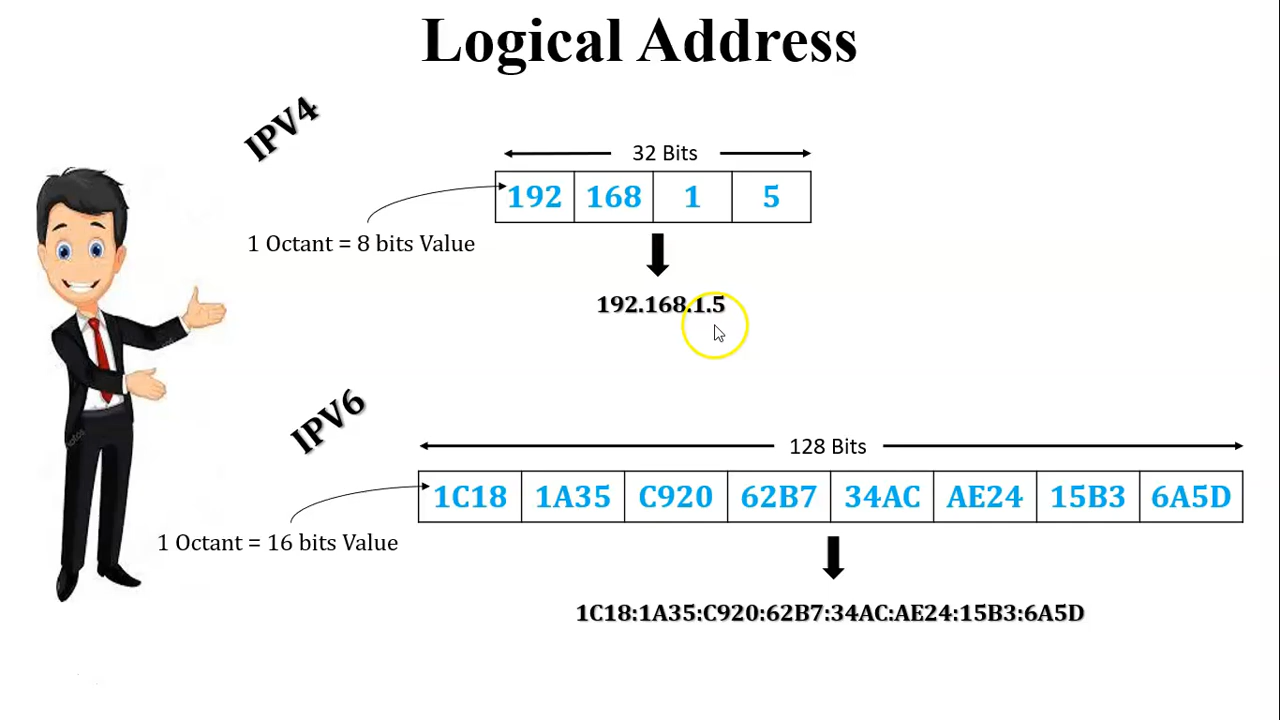 Logical Address
IPV4
32 Bits
192 168 1 5
1 Octant = 8 bits Value
192.168.1.5
IPV6
128 Bits
1C18 1A35 C920 62B7 34AC AE24 15B3 6A5D
1 Octant = 16 bits Value
1C18:1A35:C920:62B7:34AC:AE24:15B3:6A5D